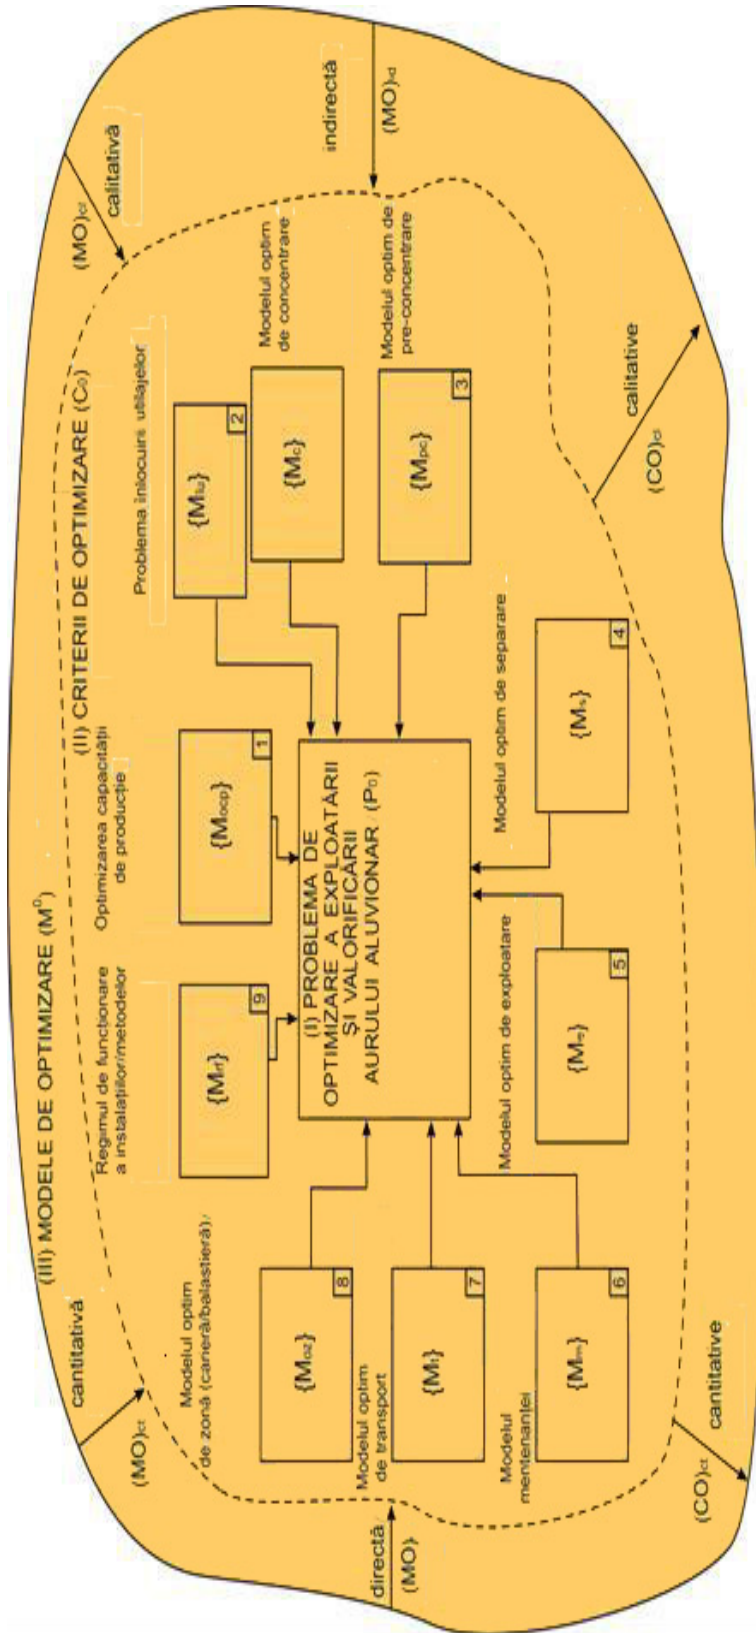 (III) MODELE DE OPTIMIZARE (M⁰)
(II) CRITERII DE OPTIMIZARE (C₀)
cantitativă
(MO)ct
calitativă
(MO)cl
directă
(MO)
indirectă
(MO)id
Regimul de functionare
a instalațiilor/metodelor
{Mrf}
9
Optimizarea capacității
de producție
{Mocp}
1
Problema înlocuirii utilajelor
{Mîu}
2
Modelul optim
de concentrare
{Mc}
Modelul optim de
pre-concentrare
{Mpc}
3
Modelul optim
de zonă (carieră/balastieră)
{Moz}
8
Modelul optim
de transport
{Mt}
7
Modelul
mentenanței
{Mm}
6
(I) PROBLEMA DE
OPTIMIZARE A EXPLOATĂRII
ȘI VALORIFICĂRII
AURULUI ALUVIONAR (P₀)
Modelul optim de exploatare
5
Modelul optim de separare
{Ms}
4
cantitative
(CO)ct
calitative
(CO)cl